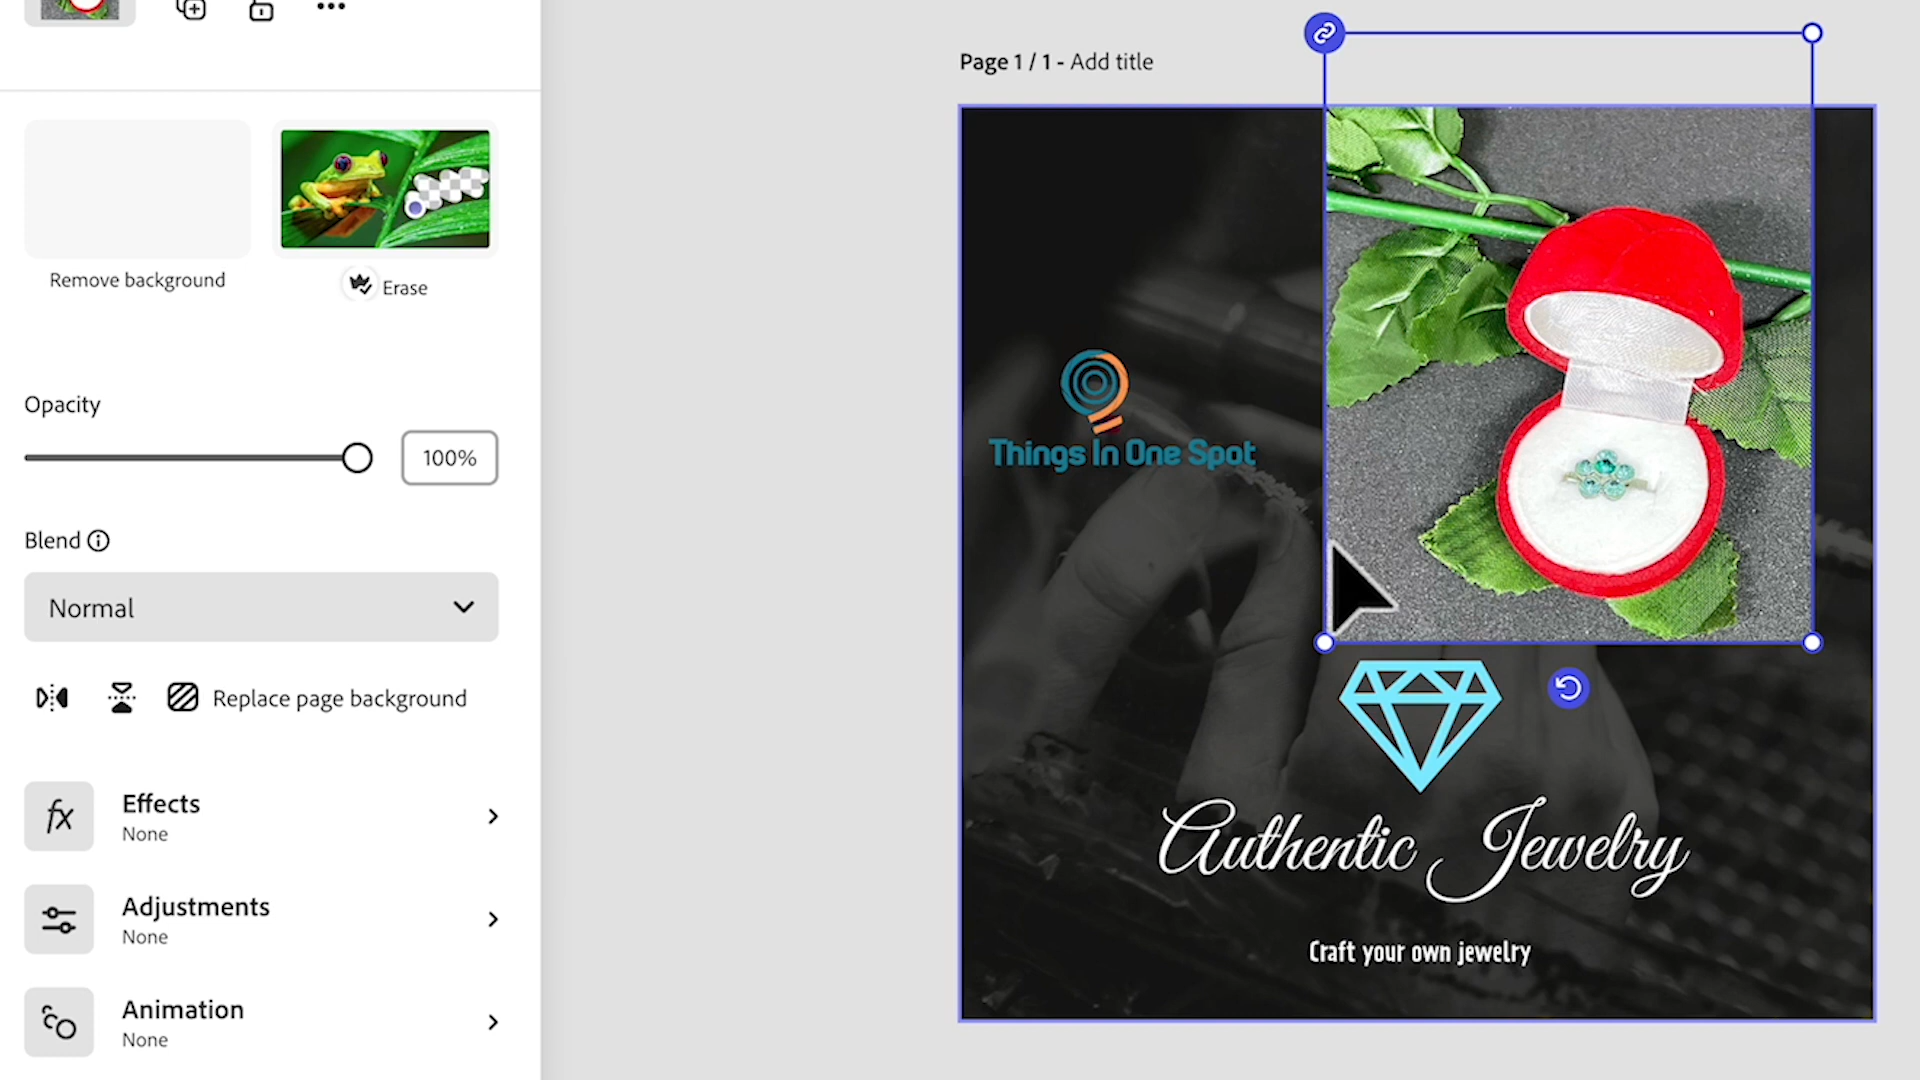 Remove background
Erase
Opacity
100%
Blend
Normal
Replace page background
fx
Effects
None
Adjustments
None
Animation
None
Page 1 / 1 - Add title
Things In One Spot
Authentic Jewelry
Craft your own jewelry